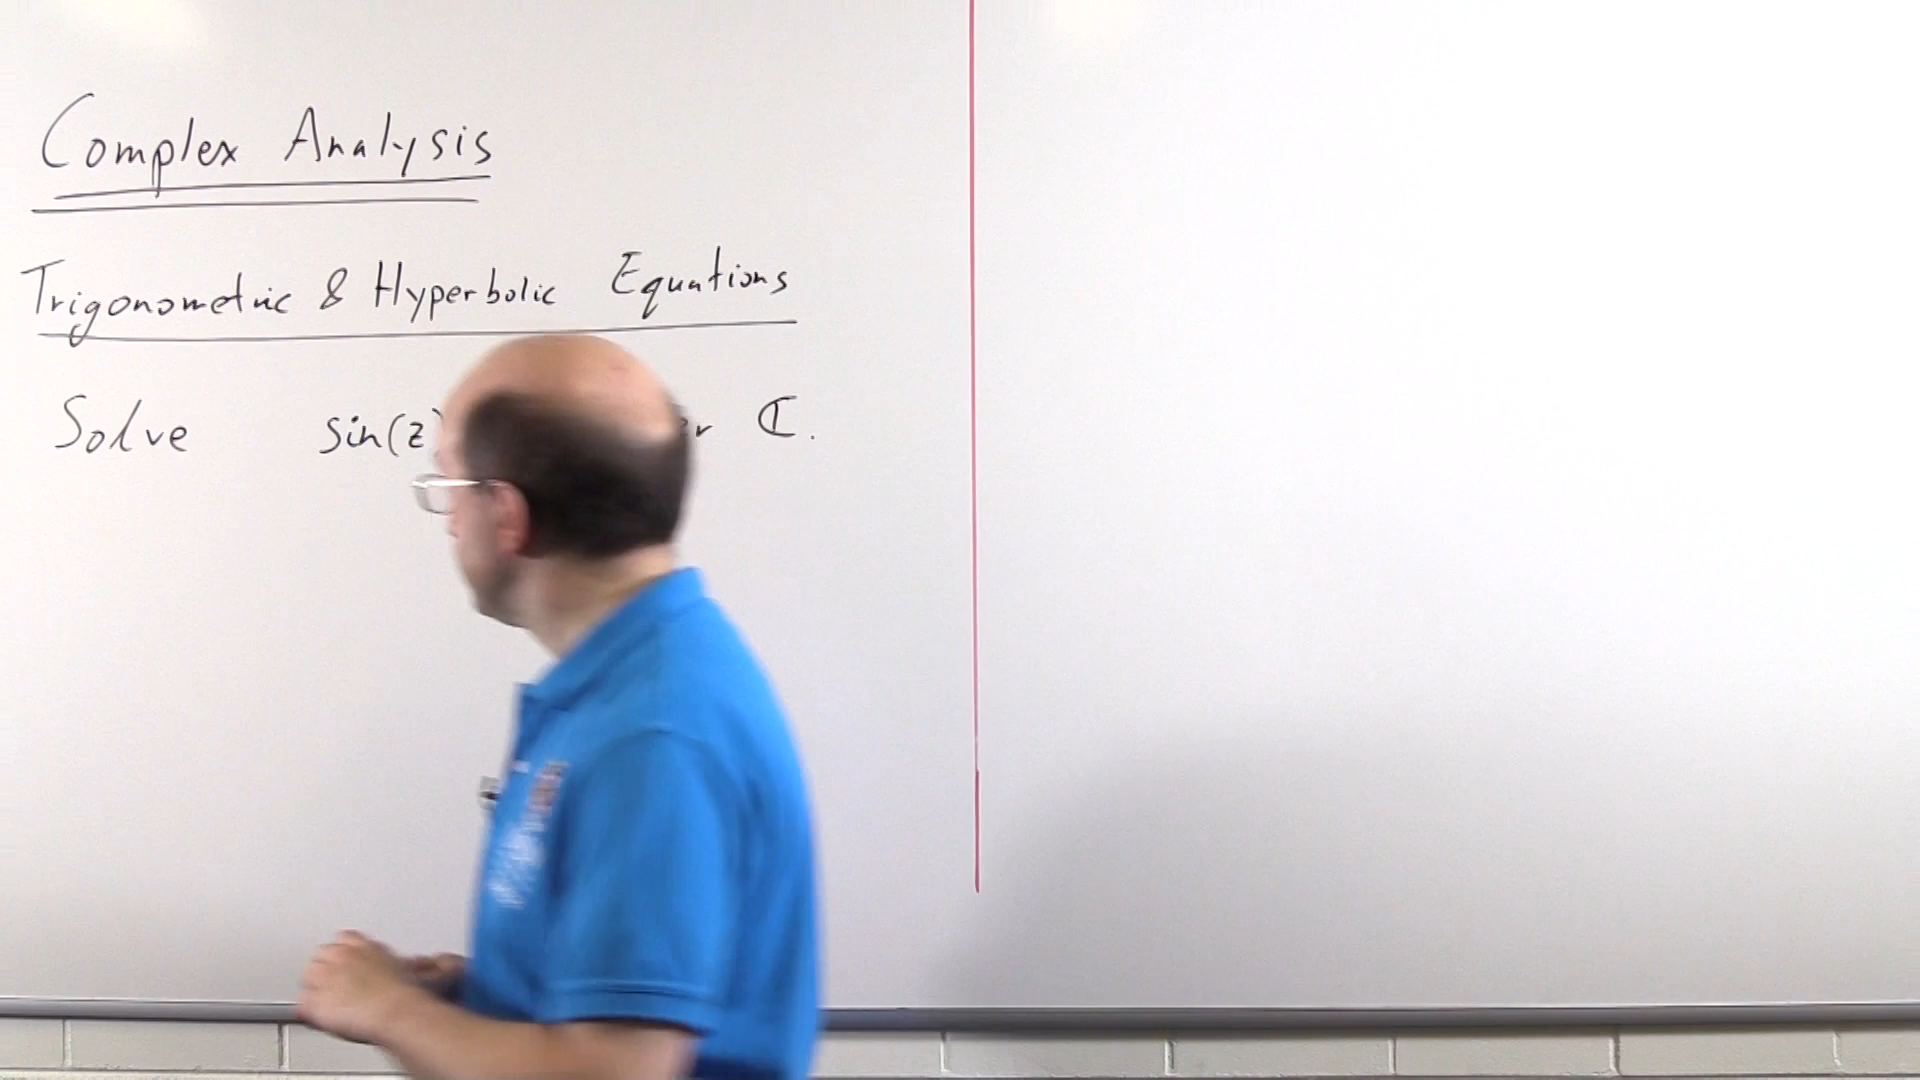 Complex Analysis
Trigonometric & Hyperbolic Equations
Solve sin(z) ℂ.